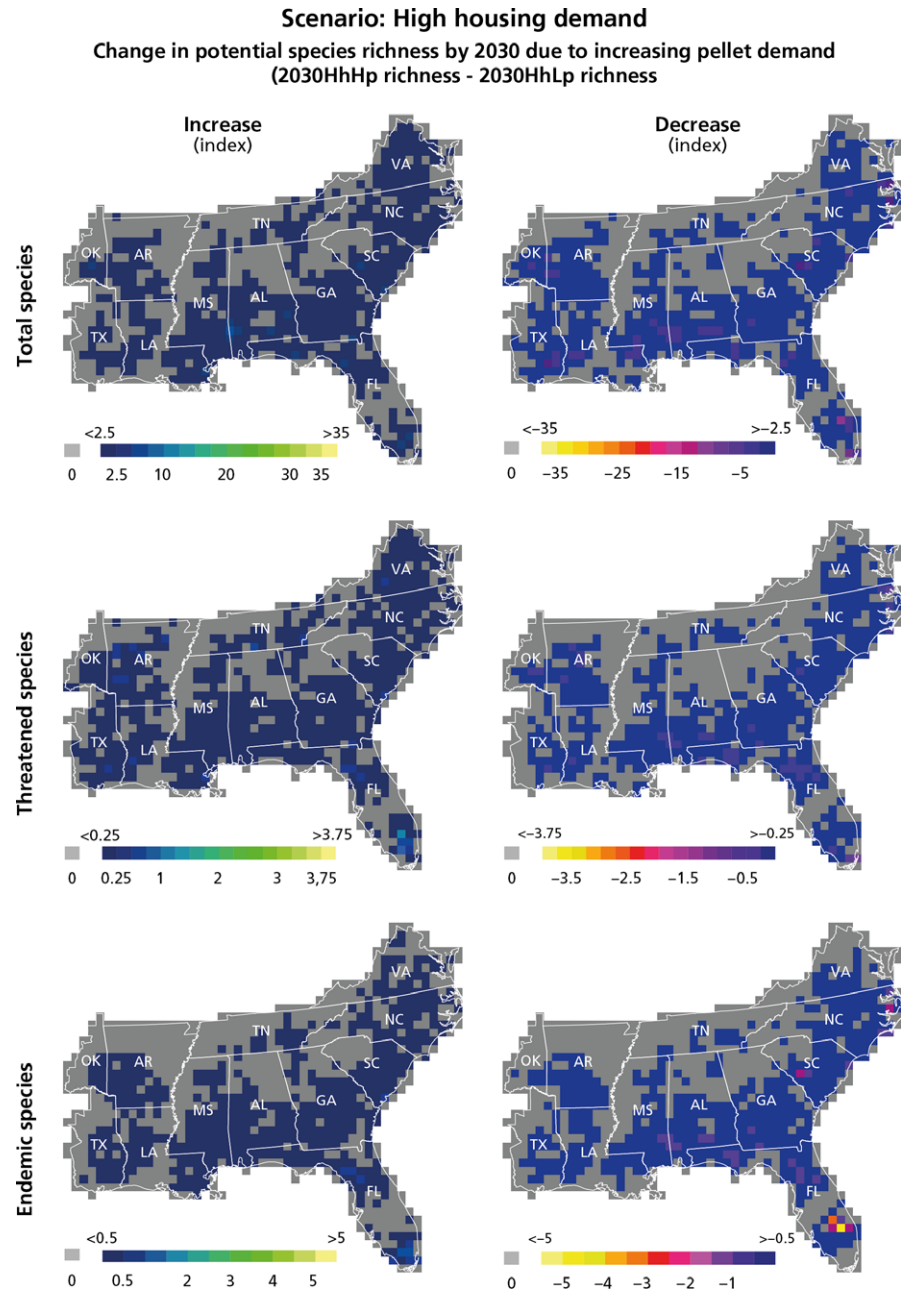 Scenario: High housing demand
Change in potential species richness by 2030 due to increasing pellet demand
(2030HhHp richness - 2030HhLp richness
Increase
(index)
Decrease
(index)
Total species
VA
NC
TN
OK
AR
SC
MS
AL
GA
TX
LA
FL
<2.5
>35
0
2.5
10
20
30
35
VA
NC
TN
OK
AR
SC
MS
AL
GA
TX
LA
FL
<-35
>-2.5
0
-35
-25
-15
-5
Threatened species
VA
NC
TN
OK
AR
SC
MS
AL
GA
TX
LA
FL
<0.25
>3.75
0
0.25
1
2
3
3,75
VA
NC
TN
OK
AR
SC
MS
AL
GA
TX
LA
FL
<-3.75
>-0.25
0
-3.5
-2.5
-1.5
-0.5
Endemic species
VA
NC
TN
OK
AR
SC
MS
AL
GA
TX
LA
FL
<0.5
>5
0
0.5
2
3
4
5
VA
NC
TN
OK
AR
SC
MS
AL
GA
TX
LA
FL
<-5
>-0.5
0
-5
-4
-3
-2
-1